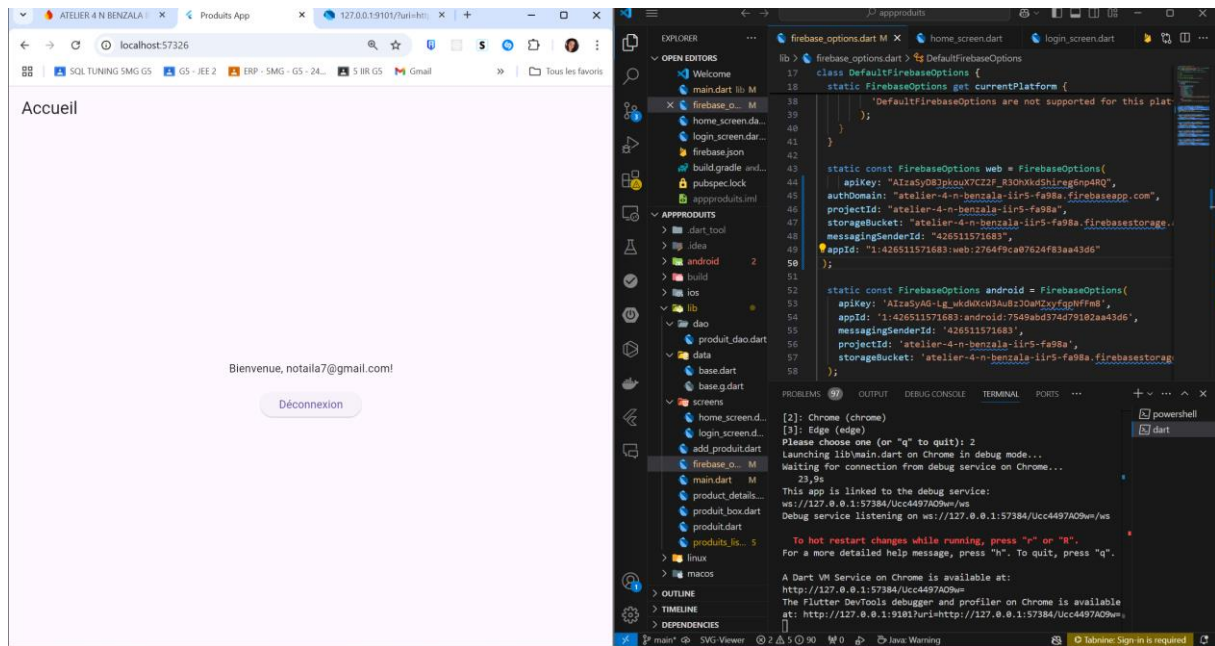 ATELIER 4 N BENZALA I
Produits App
127.0.0.1:9101/?uri=htt
localhost:57326
SQL TUNING 5MG G5
G5 - JEE 2
ERP - 5MG - G5 - 24...
5 IIR G5
Gmail
Tous les favoris
Accueil
Bienvenue, notaila7@gmail.com!
Déconnexion
appproduits
EXPLORER
OPEN EDITORS
Welcome
main.dart lib M
firebase_o... M
home_screen.da...
login_screen.dar...
firebase.json
build.gradle and...
pubspec.lock
appproduits.iml
APPPRODUITS
.dart_tool
.idea
android 2
build
ios
lib
dao
produit_dao.dart
data
base.dart
base.g.dart
screens
home_screen.d...
login_screen.d...
add_produit.dart
firebase_o... M
main.dart M
product_details....
produit_box.dart
produit.dart
produits_lis... 5
linux
macos
OUTLINE
TIMELINE
DEPENDENCIES
firebase_options.dart M
home_screen.dart
login_screen.dart
lib > firebase_options.dart > DefaultFirebaseOptions
17 class DefaultFirebaseOptions {
18 static FirebaseOptions get currentPlatform {
38 'DefaultFirebaseOptions are not supported for this plat
39 );
40 }
41 }
42
43 static const FirebaseOptions web = FirebaseOptions(
44 apiKey: "AIzaSyD8JpkouX7CZ2F_R3OhXkdShireg6np4RQ",
45 authDomain: "atelier-4-n-benzala-iir5-fa98a.firebaseapp.com",
46 projectId: "atelier-4-n-benzala-iir5-fa98a",
47 storageBucket: "atelier-4-n-benzala-iir5-fa98a.firebasestorage.
48 messagingSenderId: "426511571683",
49 appId: "1:426511571683:web:2764f9ca07624f83aa43d6"
50 );
51
52 static const FirebaseOptions android = FirebaseOptions(
53 apiKey: 'AIzaSyAG-Lg_wkdWXcW3AuBzJOaMZxyfqpNfFm8',
54 appId: '1:426511571683:android:7549abd374d79102aa43d6',
55 messagingSenderId: '426511571683',
56 projectId: 'atelier-4-n-benzala-iir5-fa98a',
57 storageBucket: 'atelier-4-n-benzala-iir5-fa98a.firebasestorag
58 );
PROBLEMS 97 OUTPUT DEBUG CONSOLE TERMINAL PORTS
powershell
dart
[2]: Chrome (chrome)
[3]: Edge (edge)
Please choose one (or "q" to quit): 2
Launching lib\main.dart on Chrome in debug mode...
Waiting for connection from debug service on Chrome...
23,9s
This app is linked to the debug service:
ws://127.0.0.1:57384/Ucc4497AO9w=/ws
Debug service listening on ws://127.0.0.1:57384/Ucc4497AO9w=/ws
To hot restart changes while running, press "r" or "R".
For a more detailed help message, press "h". To quit, press "q".
A Dart VM Service on Chrome is available at:
http://127.0.0.1:57384/Ucc4497AO9w=
The Flutter DevTools debugger and profiler on Chrome is available
at: http://127.0.0.1:9101?uri=http://127.0.0.1:57384/Ucc4497AO9w=
main* SVG-Viewer 2 5 90 0 Java: Warning Tabnine: Sign-in is required